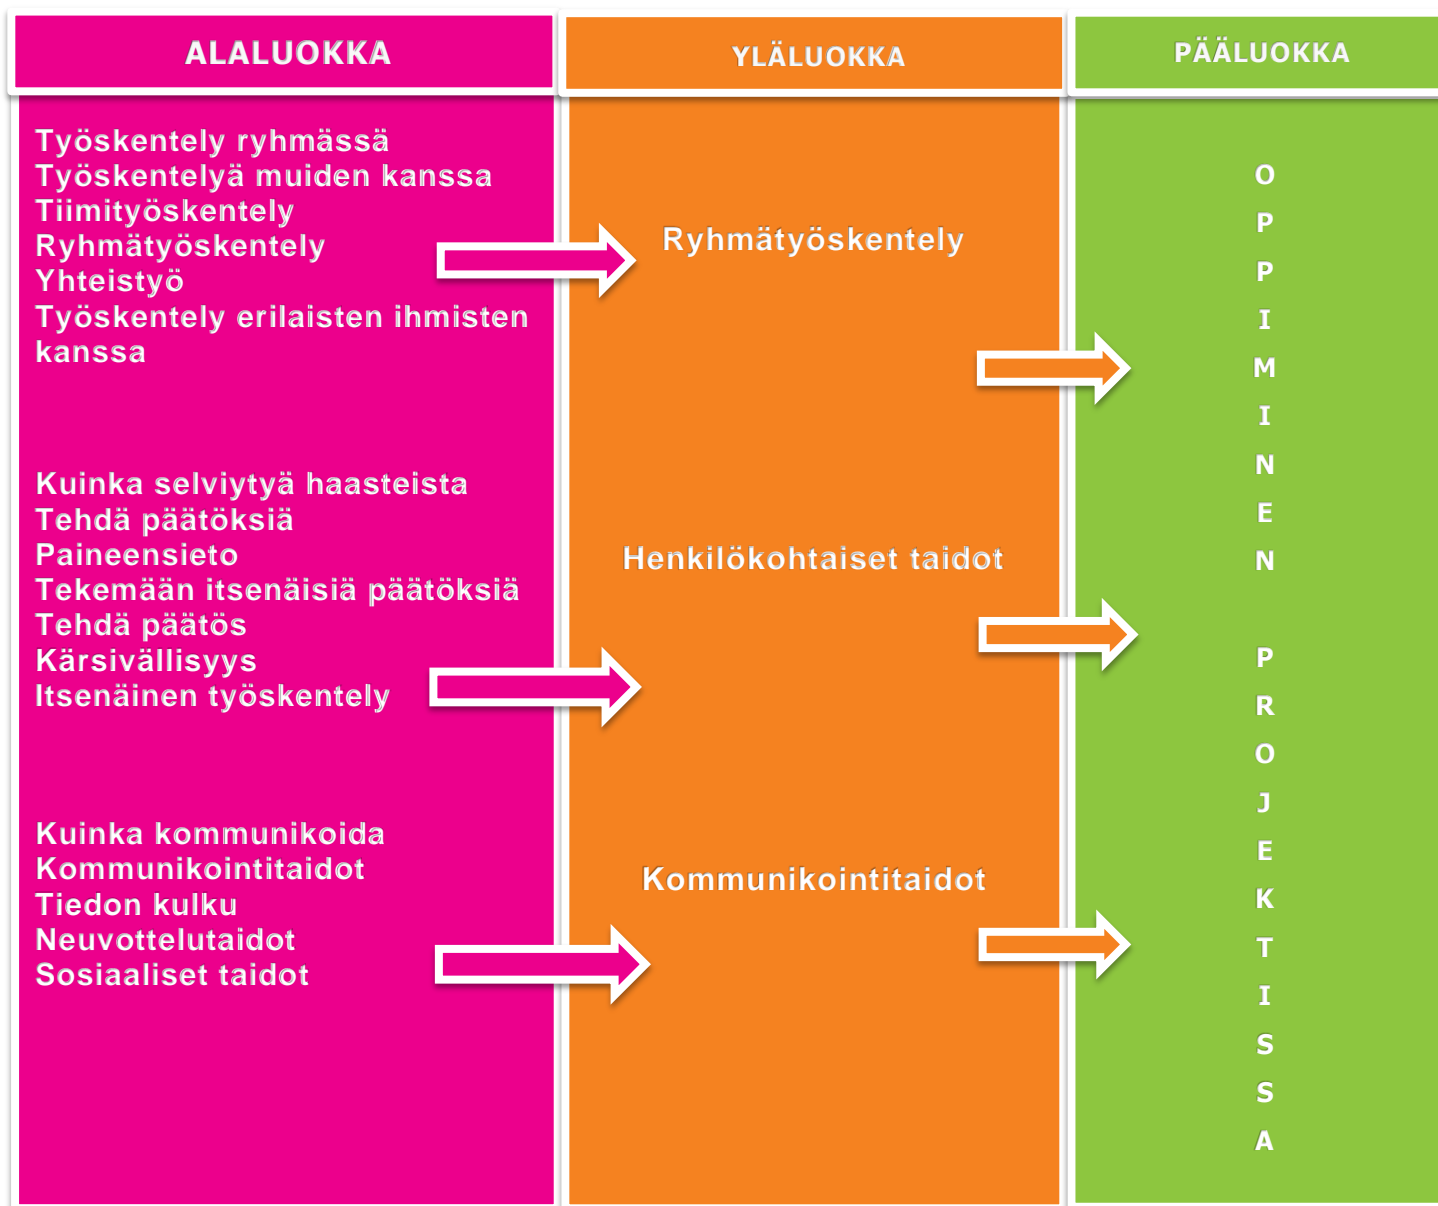 ALALUOKKA
Työskentely ryhmässä
Työskentelyä muiden kanssa
Tiimityöskentely
Ryhmätyöskentely
Yhteistyö
Työskentely erilaisten ihmisten
kanssa
Kuinka selviytyä haasteista
Tehdä päätöksiä
Paineensieto
Tekemään itsenäisiä päätöksiä
Tehdä päätös
Kärsivällisyys
Itsenäinen työskentely
Kuinka kommunikoida
Kommunikointitaidot
Tiedon kulku
Neuvottelutaidot
Sosiaaliset taidot
YLÄLUOKKA
Ryhmätyöskentely
Henkilökohtaiset taidot
Kommunikointitaidot
PÄÄLUOKKA
O
P
P
I
M
I
N
E
N
P
R
O
J
E
K
T
I
S
S
A